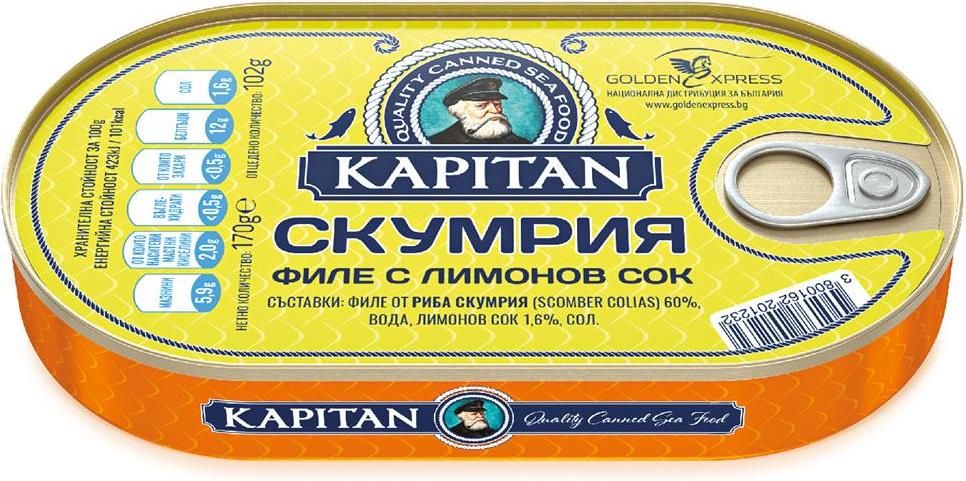 QUALITY CANNED SEA FOOD
KAPITAN
СКУМРИЯ
ФИЛЕ С ЛИМОНОВ СОК
СЪСТАВКИ: ФИЛЕ ОТ РИБА СКУМРИЯ (SCOMBER COLIAS) 60%,
ВОДА, ЛИМОНОВ СОК 1,6%, СОЛ.
GOLDEN EXPRESS
НАЦИОНАЛНА ДИСТРИБУЦИЯ ЗА БЪЛГАРИЯ
www.goldenexpress.bg
ХРАНИТЕЛНА СТОЙНОСТ ЗА 100g
ЕНЕРГИЙНА СТОЙНОСТ 423kJ / 101kcal
МАЗНИНИ 5,9g
ОТ КОИТО НАСИТЕНИ МАСТНИ КИСЕЛИНИ 2,0g
ВЪГЛЕ-
ХИДРАТИ <0,5g
ОТ КОИТО
ЗАХАРИ <0,5g
БЕЛТЪЦИ 12g
СОЛ 1,6g
НЕТНО КОЛИЧЕСТВО: 170g℮
ОТЦЕДЕНО КОЛИЧЕСТВО: 102g
3 800162 201232
KAPITAN Quality Canned Sea Food